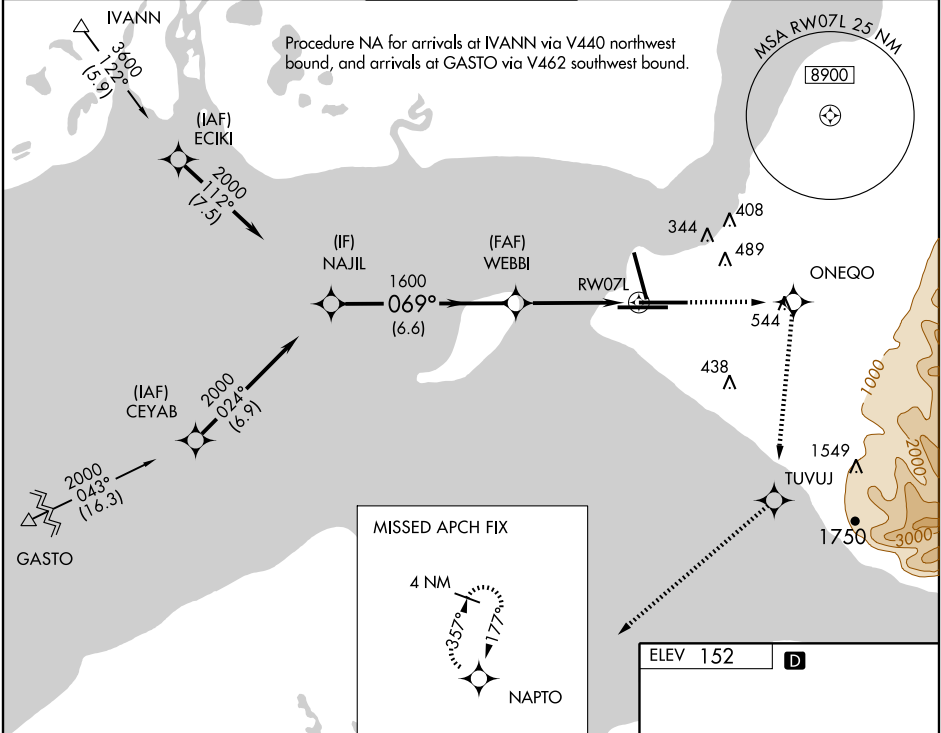 IVANN
3600
122°
(5.9)
Procedure NA for arrivals at IVANN via V440 northwest
bound, and arrivals at GASTO via V462 southwest bound.
MSA RW07L 25 NM
8900
(IAF)
ECIKI
2000
112°
(7.5)
408
344
489
(IF)
NAJIL
(FAF)
WEBBI
1600
069°
(6.6)
RW07L
ONEQO
544
438
1000
(IAF)
CEYAB
2000
024°
(6.9)
2000
1549
TUVUJ
2000
043°
(16.3)
GASTO
1750
3000
MISSED APCH FIX
4 NM
357°
177°
NAPTO
ELEV 152
D